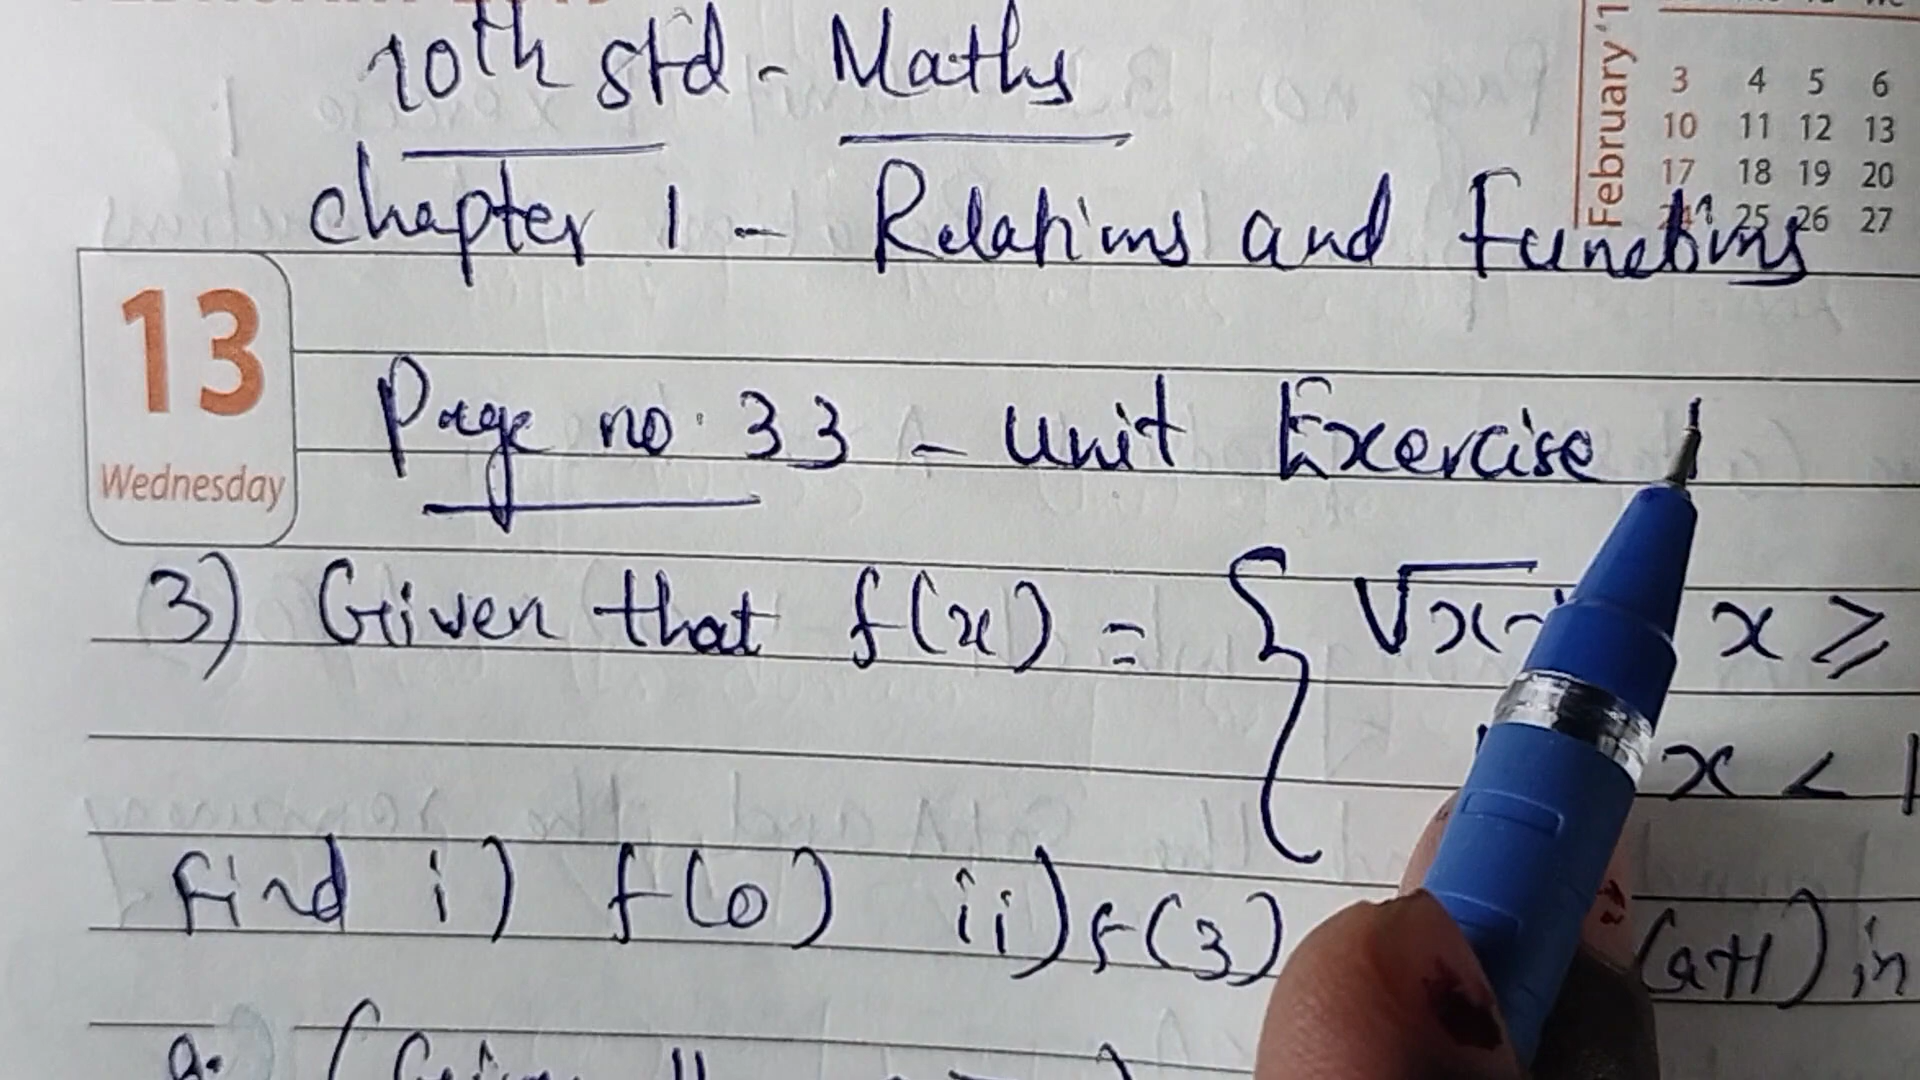 10th std - Maths
chapter 1 - Relations and Functions
February'1
3 4 5 6
10 11 12 13
17 18 19 20
24 25 26 27
13
Wednesday
Page no. 33 - unit Exercise 1
3) Given that f(x) = { √x- x ≥
x < 1
find i) f(0) ii) f(3) (a+1) in